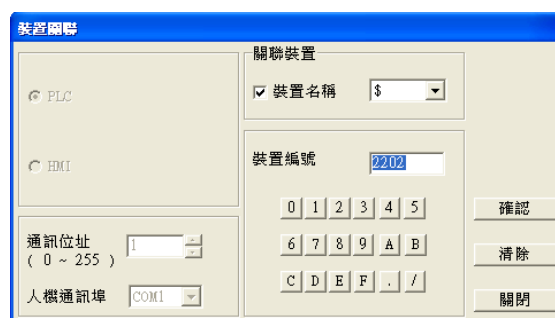 裝置關聯
PLC
HMI
通訊位址
( 0 ~ 255 )
1
人機通訊埠
COM1
關聯裝置
裝置名稱
$
裝置編號
2202
0 1 2 3 4 5
6 7 8 9 A B
C D E F . /
確認
清除
關閉